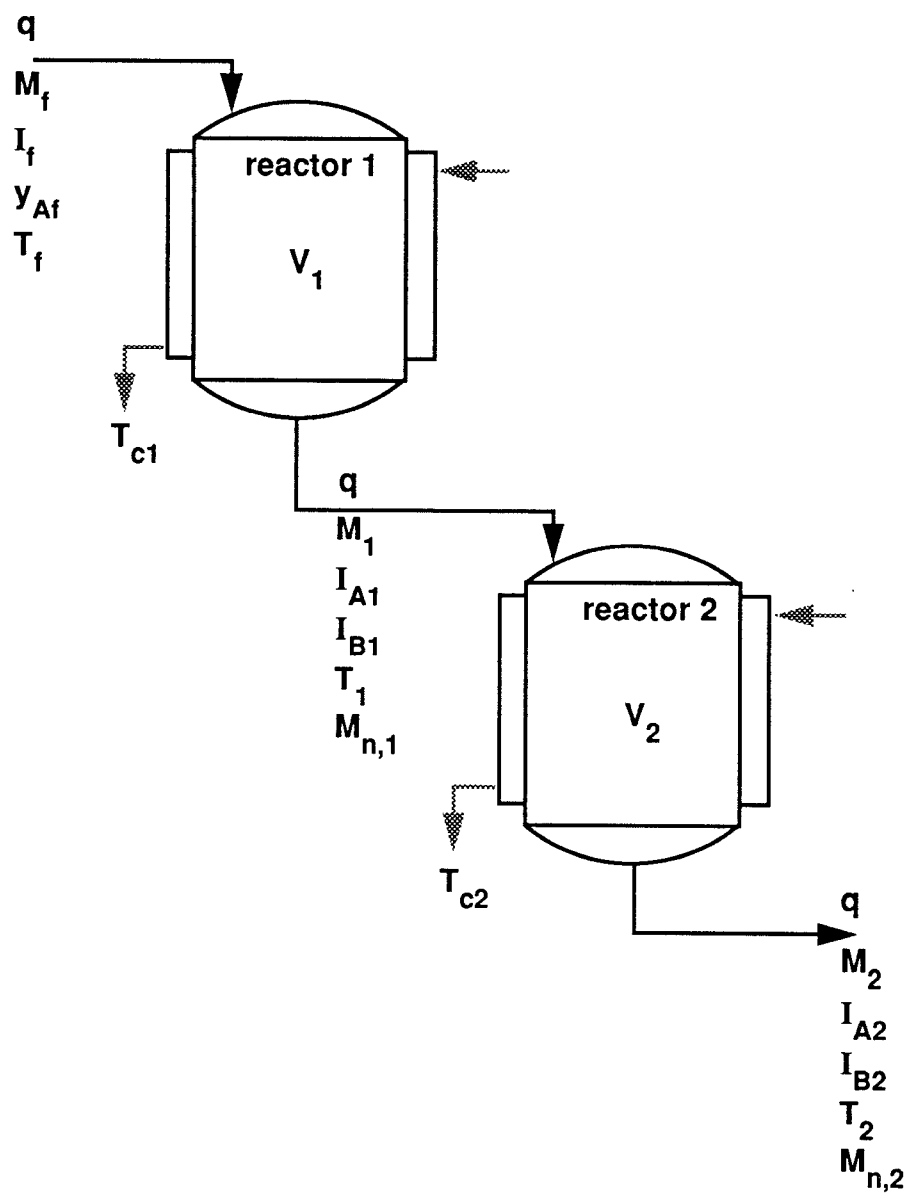 q
M_f
I_f
y_Af
T_f
reactor 1
V_1
T_c1
q
M_1
I_A1
I_B1
T_1
M_n,1
reactor 2
V_2
T_c2
q
M_2
I_A2
I_B2
T_2
M_n,2